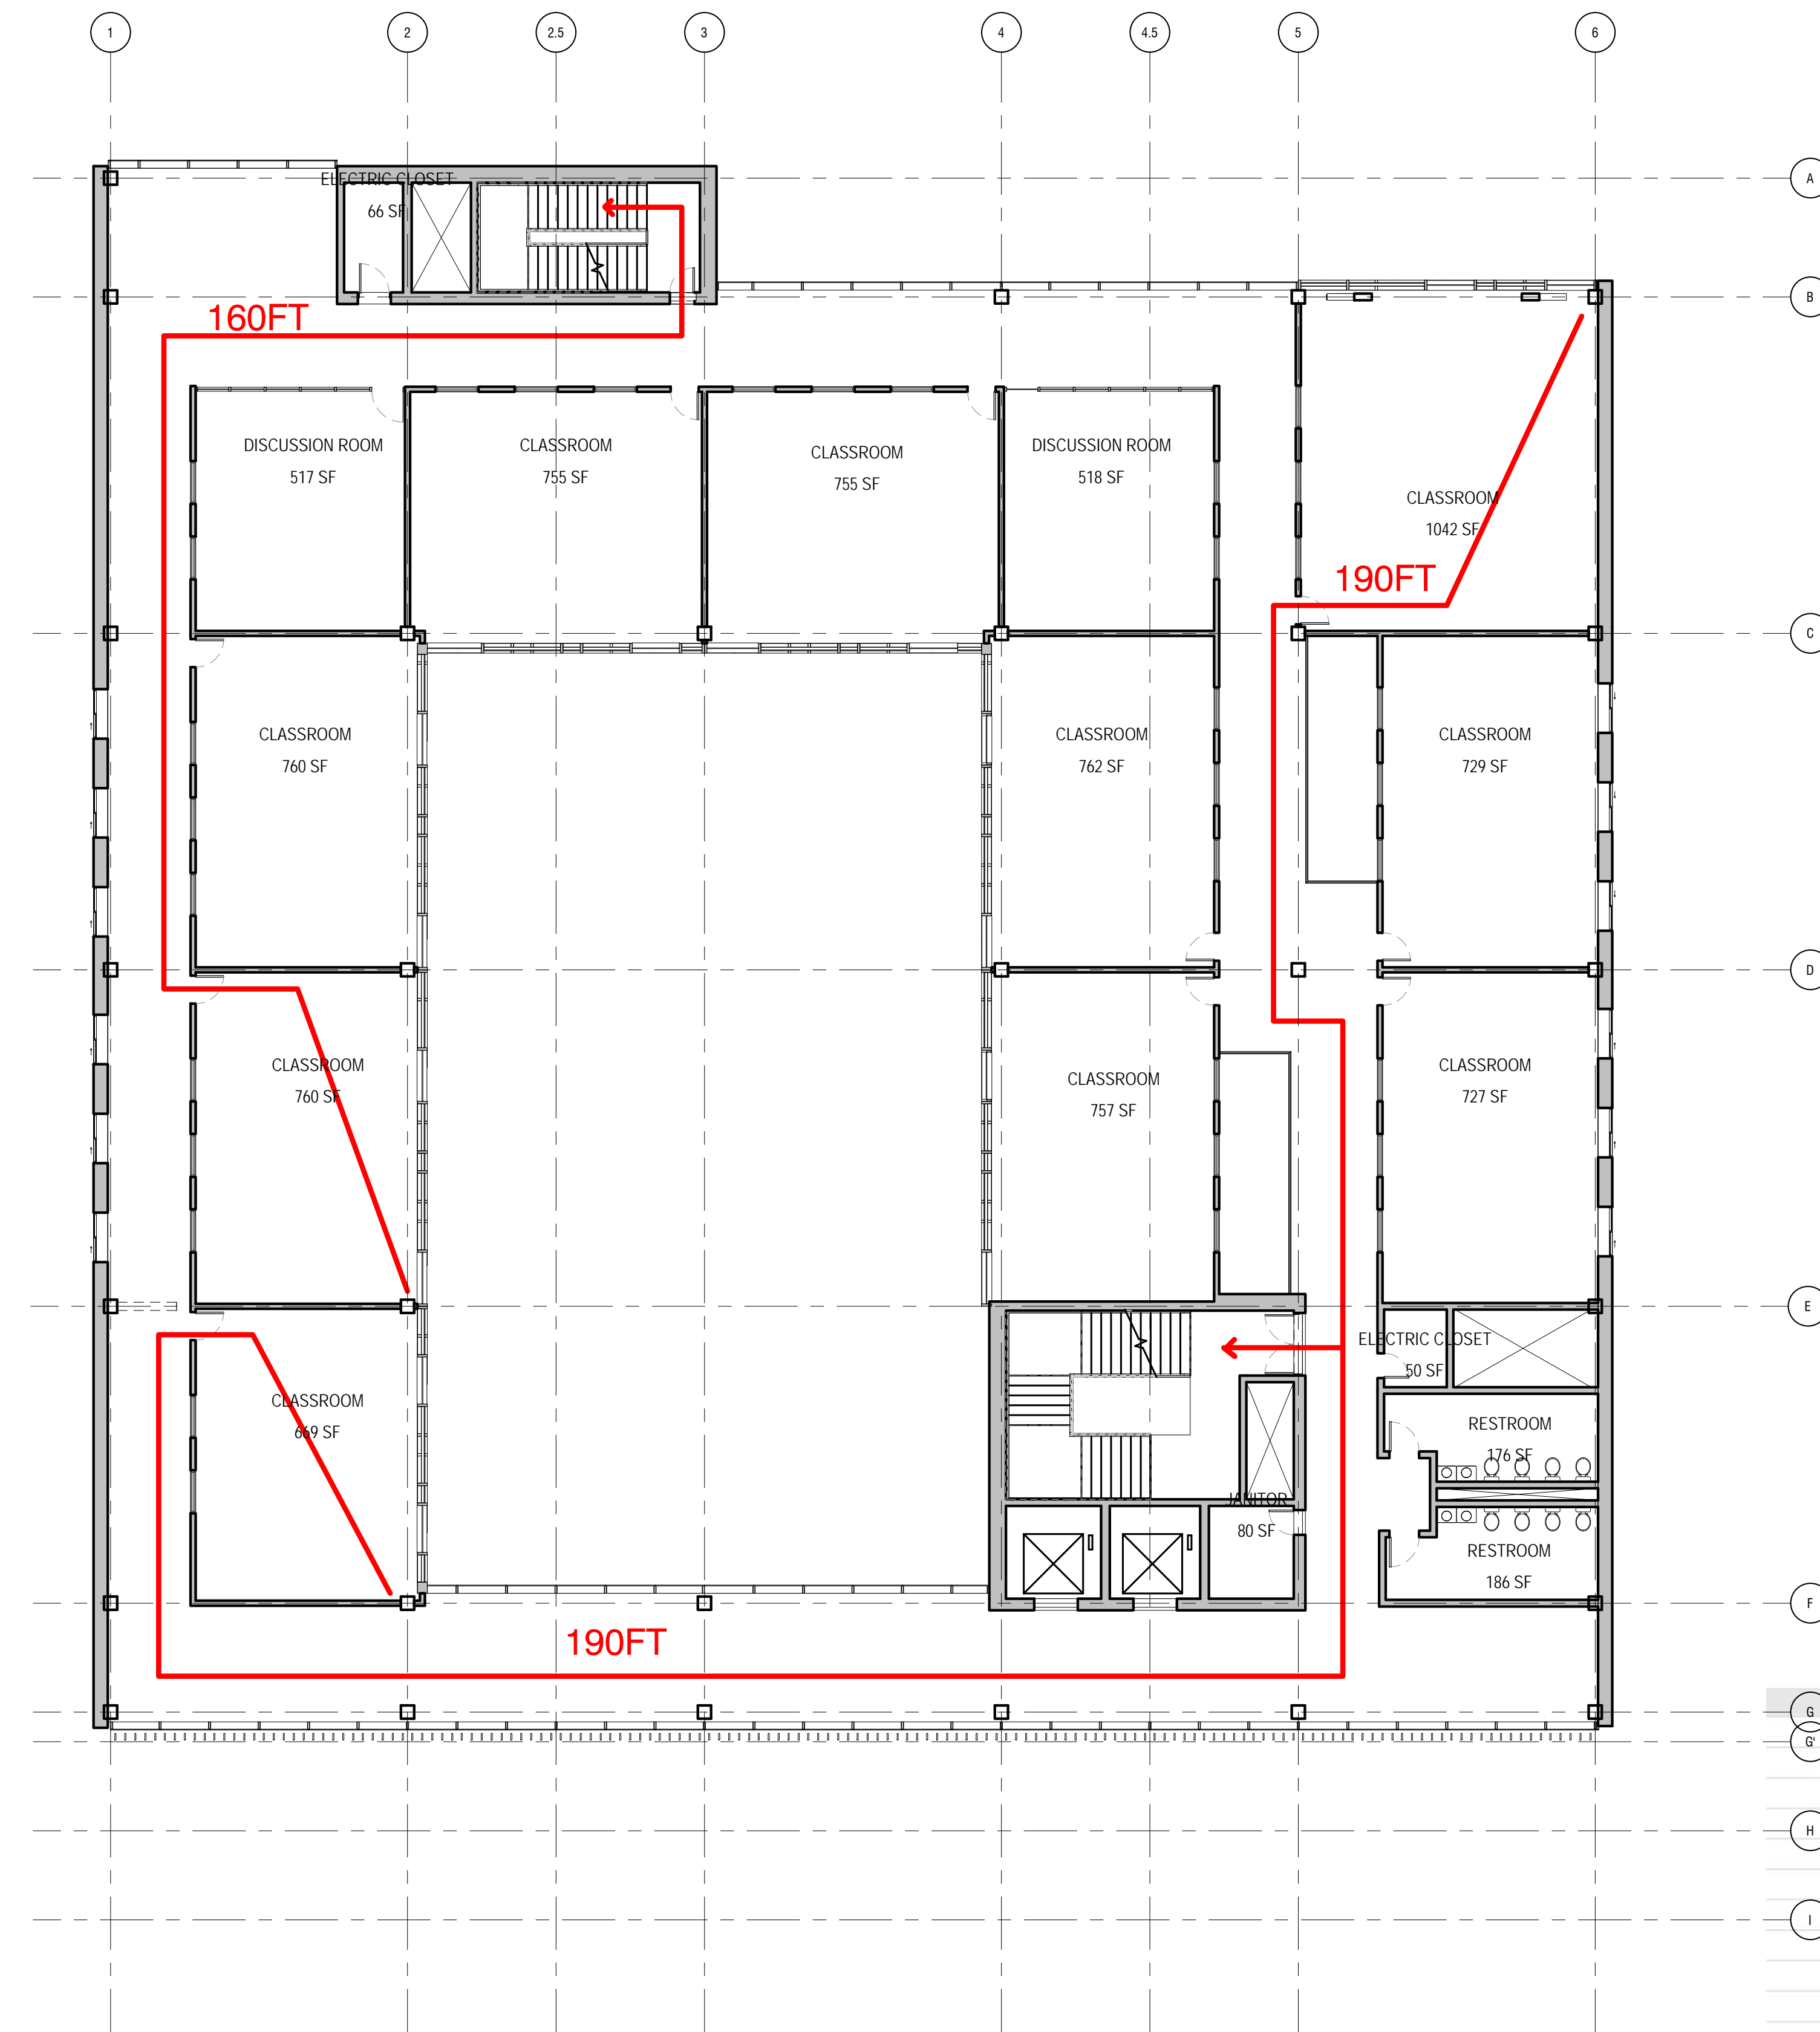 1
2
2.5
3
4
4.5
5
6
A
ELECTRIC CLOSET
66 SF
B
160FT
DISCUSSION ROOM
517 SF
CLASSROOM
755 SF
CLASSROOM
755 SF
DISCUSSION ROOM
518 SF
CLASSROOM
1042 SF
190FT
C
CLASSROOM
760 SF
CLASSROOM
762 SF
CLASSROOM
729 SF
D
CLASSROOM
760 SF
CLASSROOM
757 SF
CLASSROOM
727 SF
E
ELECTRIC CLOSET
50 SF
CLASSROOM
669 SF
RESTROOM
176 SF
JANITOR
80 SF
RESTROOM
186 SF
F
190FT
G
G'
H
I